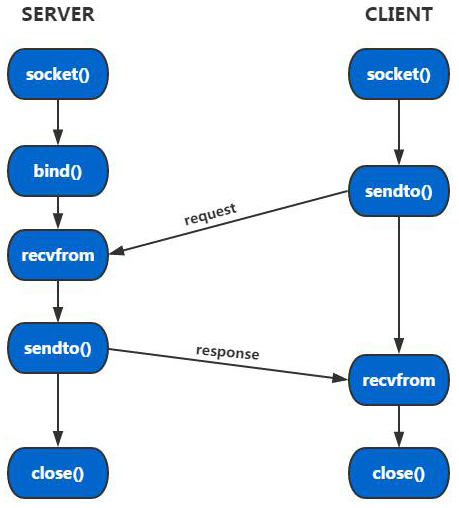 SERVER CLIENT
socket() socket()
bind()
sendto()
request
recvfrom
sendto()
response
recvfrom
close() close()